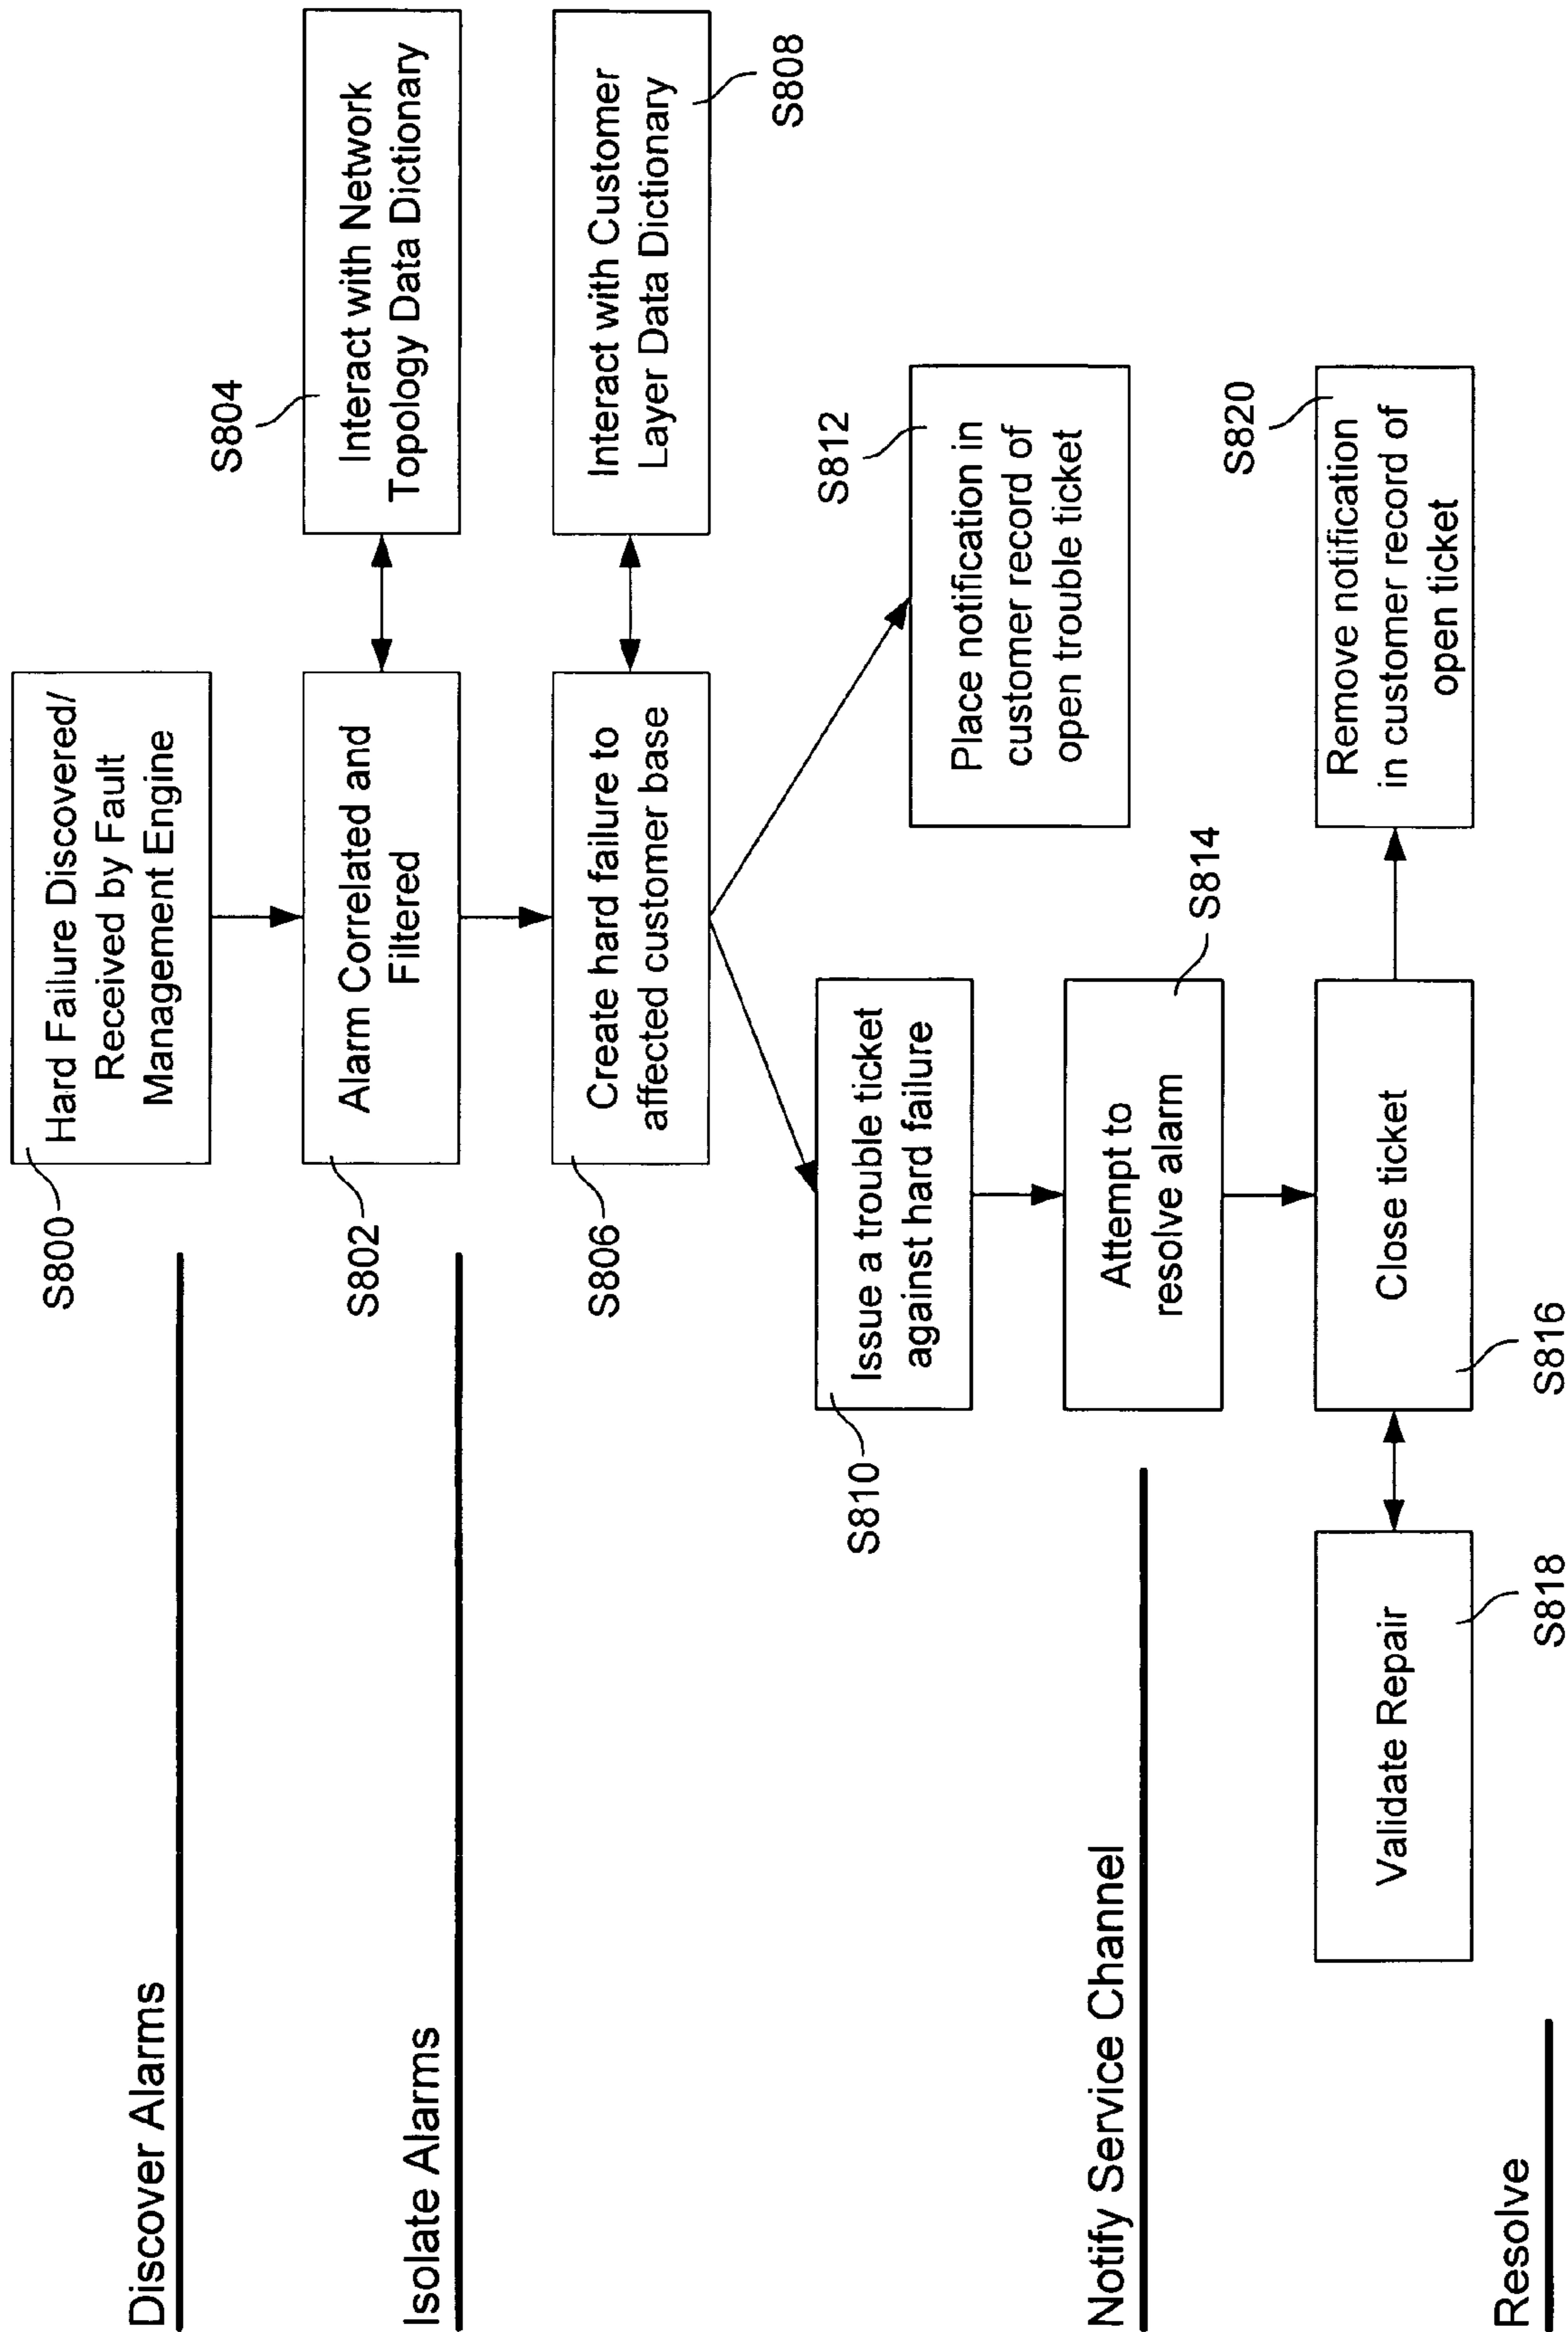 S800
Hard Failure Discovered/
Received by Fault
Management Engine
Discover Alarms
S804
S802
Alarm Correlated and
Filtered
Interact with Network
Topology Data Dictionary
Isolate Alarms
S806
Create hard failure to
affected customer base
Interact with Customer
Layer Data Dictionary
S808
S810
Issue a trouble ticket
against hard failure
S812
Place notification in
customer record of
open trouble ticket
Notify Service Channel
Attempt to
resolve alarm
S814
Validate Repair
S818
Close ticket
S816
S820
Remove notification
in customer record of
open ticket
Resolve